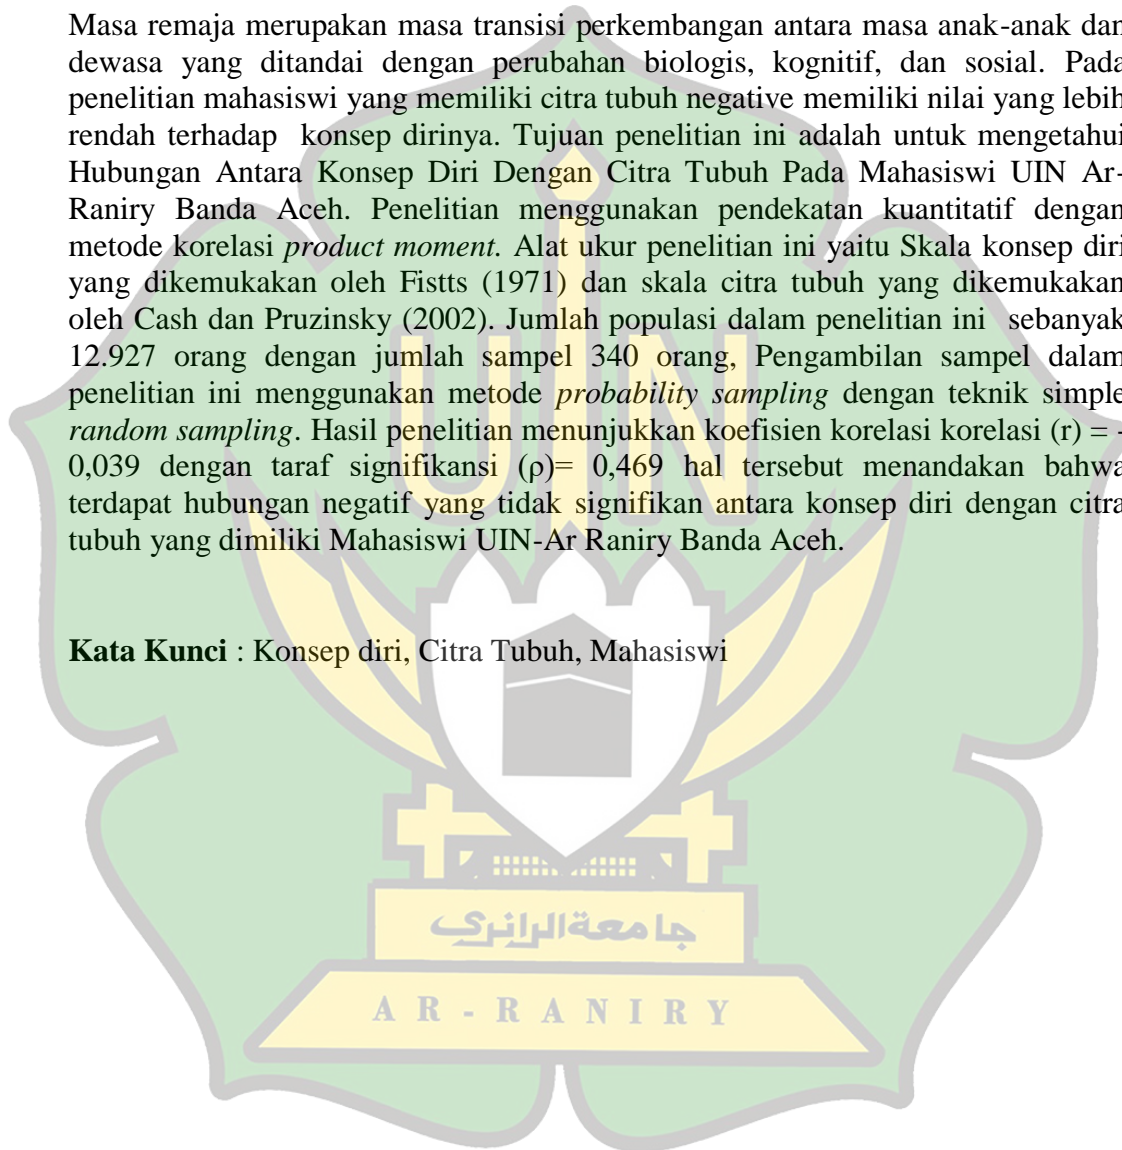 Masa remaja merupakan masa transisi perkembangan antara masa anak-anak dan
dewasa yang ditandai dengan perubahan biologis, kognitif, dan sosial. Pada
penelitian mahasiswi yang memiliki citra tubuh negative memiliki nilai yang lebih
rendah terhadap konsep dirinya. Tujuan penelitian ini adalah untuk mengetahui
Hubungan Antara Konsep Diri Dengan Citra Tubuh Pada Mahasiswi UIN Ar-
Raniry Banda Aceh. Penelitian menggunakan pendekatan kuantitatif dengan
metode korelasi product moment. Alat ukur penelitian ini yaitu Skala konsep diri
yang dikemukakan oleh Fistts (1971) dan skala citra tubuh yang dikemukakan
oleh Cash dan Pruzinsky (2002). Jumlah populasi dalam penelitian ini sebanyak
12.927 orang dengan jumlah sampel 340 orang, Pengambilan sampel dalam
penelitian ini menggunakan metode probability sampling dengan teknik simple
random sampling. Hasil penelitian menunjukkan koefisien korelasi korelasi (r) = -
0,039 dengan taraf signifikansi (ρ)= 0,469 hal tersebut menandakan bahwa
terdapat hubungan negatif yang tidak signifikan antara konsep diri dengan citra
tubuh yang dimiliki Mahasiswi UIN-Ar Raniry Banda Aceh.
Kata Kunci : Konsep diri, Citra Tubuh, Mahasiswi
UIN
جامعةالرانري
AR-RANIRY